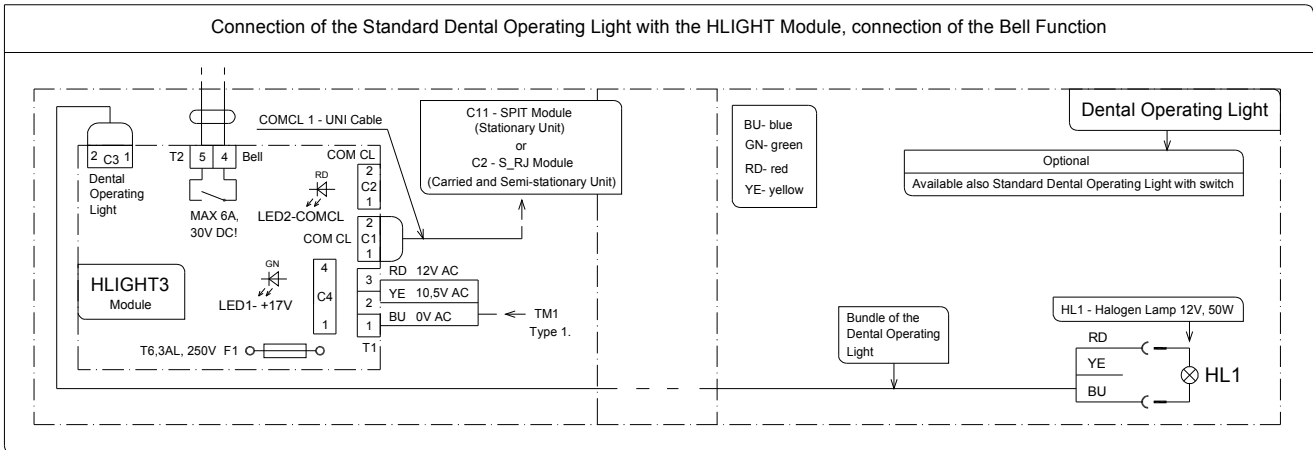 Connection of the Standard Dental Operating Light with the HLIGHT Module, connection of the Bell Function
COMCL 1 - UNI Cable
C11 - SPIT Module
(Stationary Unit)
or
C2 - S_RJ Module
(Carried and Semi-stationary Unit)
BU- blue
GN- green
RD- red
YE- yellow
Dental Operating Light
Optional
Available also Standard Dental Operating Light with switch
2 C3 1
Dental
Operating
Light
T2 5 4 Bell
MAX 6A,
30V DC!
COM CL
2
C2
1
RD
LED2-COMCL
COM CL
2
C1
1
HLIGHT3
Module
GN
LED1- +17V
4
C4
1
3 RD 12V AC
2 YE 10,5V AC
1 BU 0V AC
T1
TM1
Type 1.
T6,3AL, 250V F1
Bundle of the
Dental Operating
Light
HL1 - Halogen Lamp 12V, 50W
RD
YE
BU
HL1